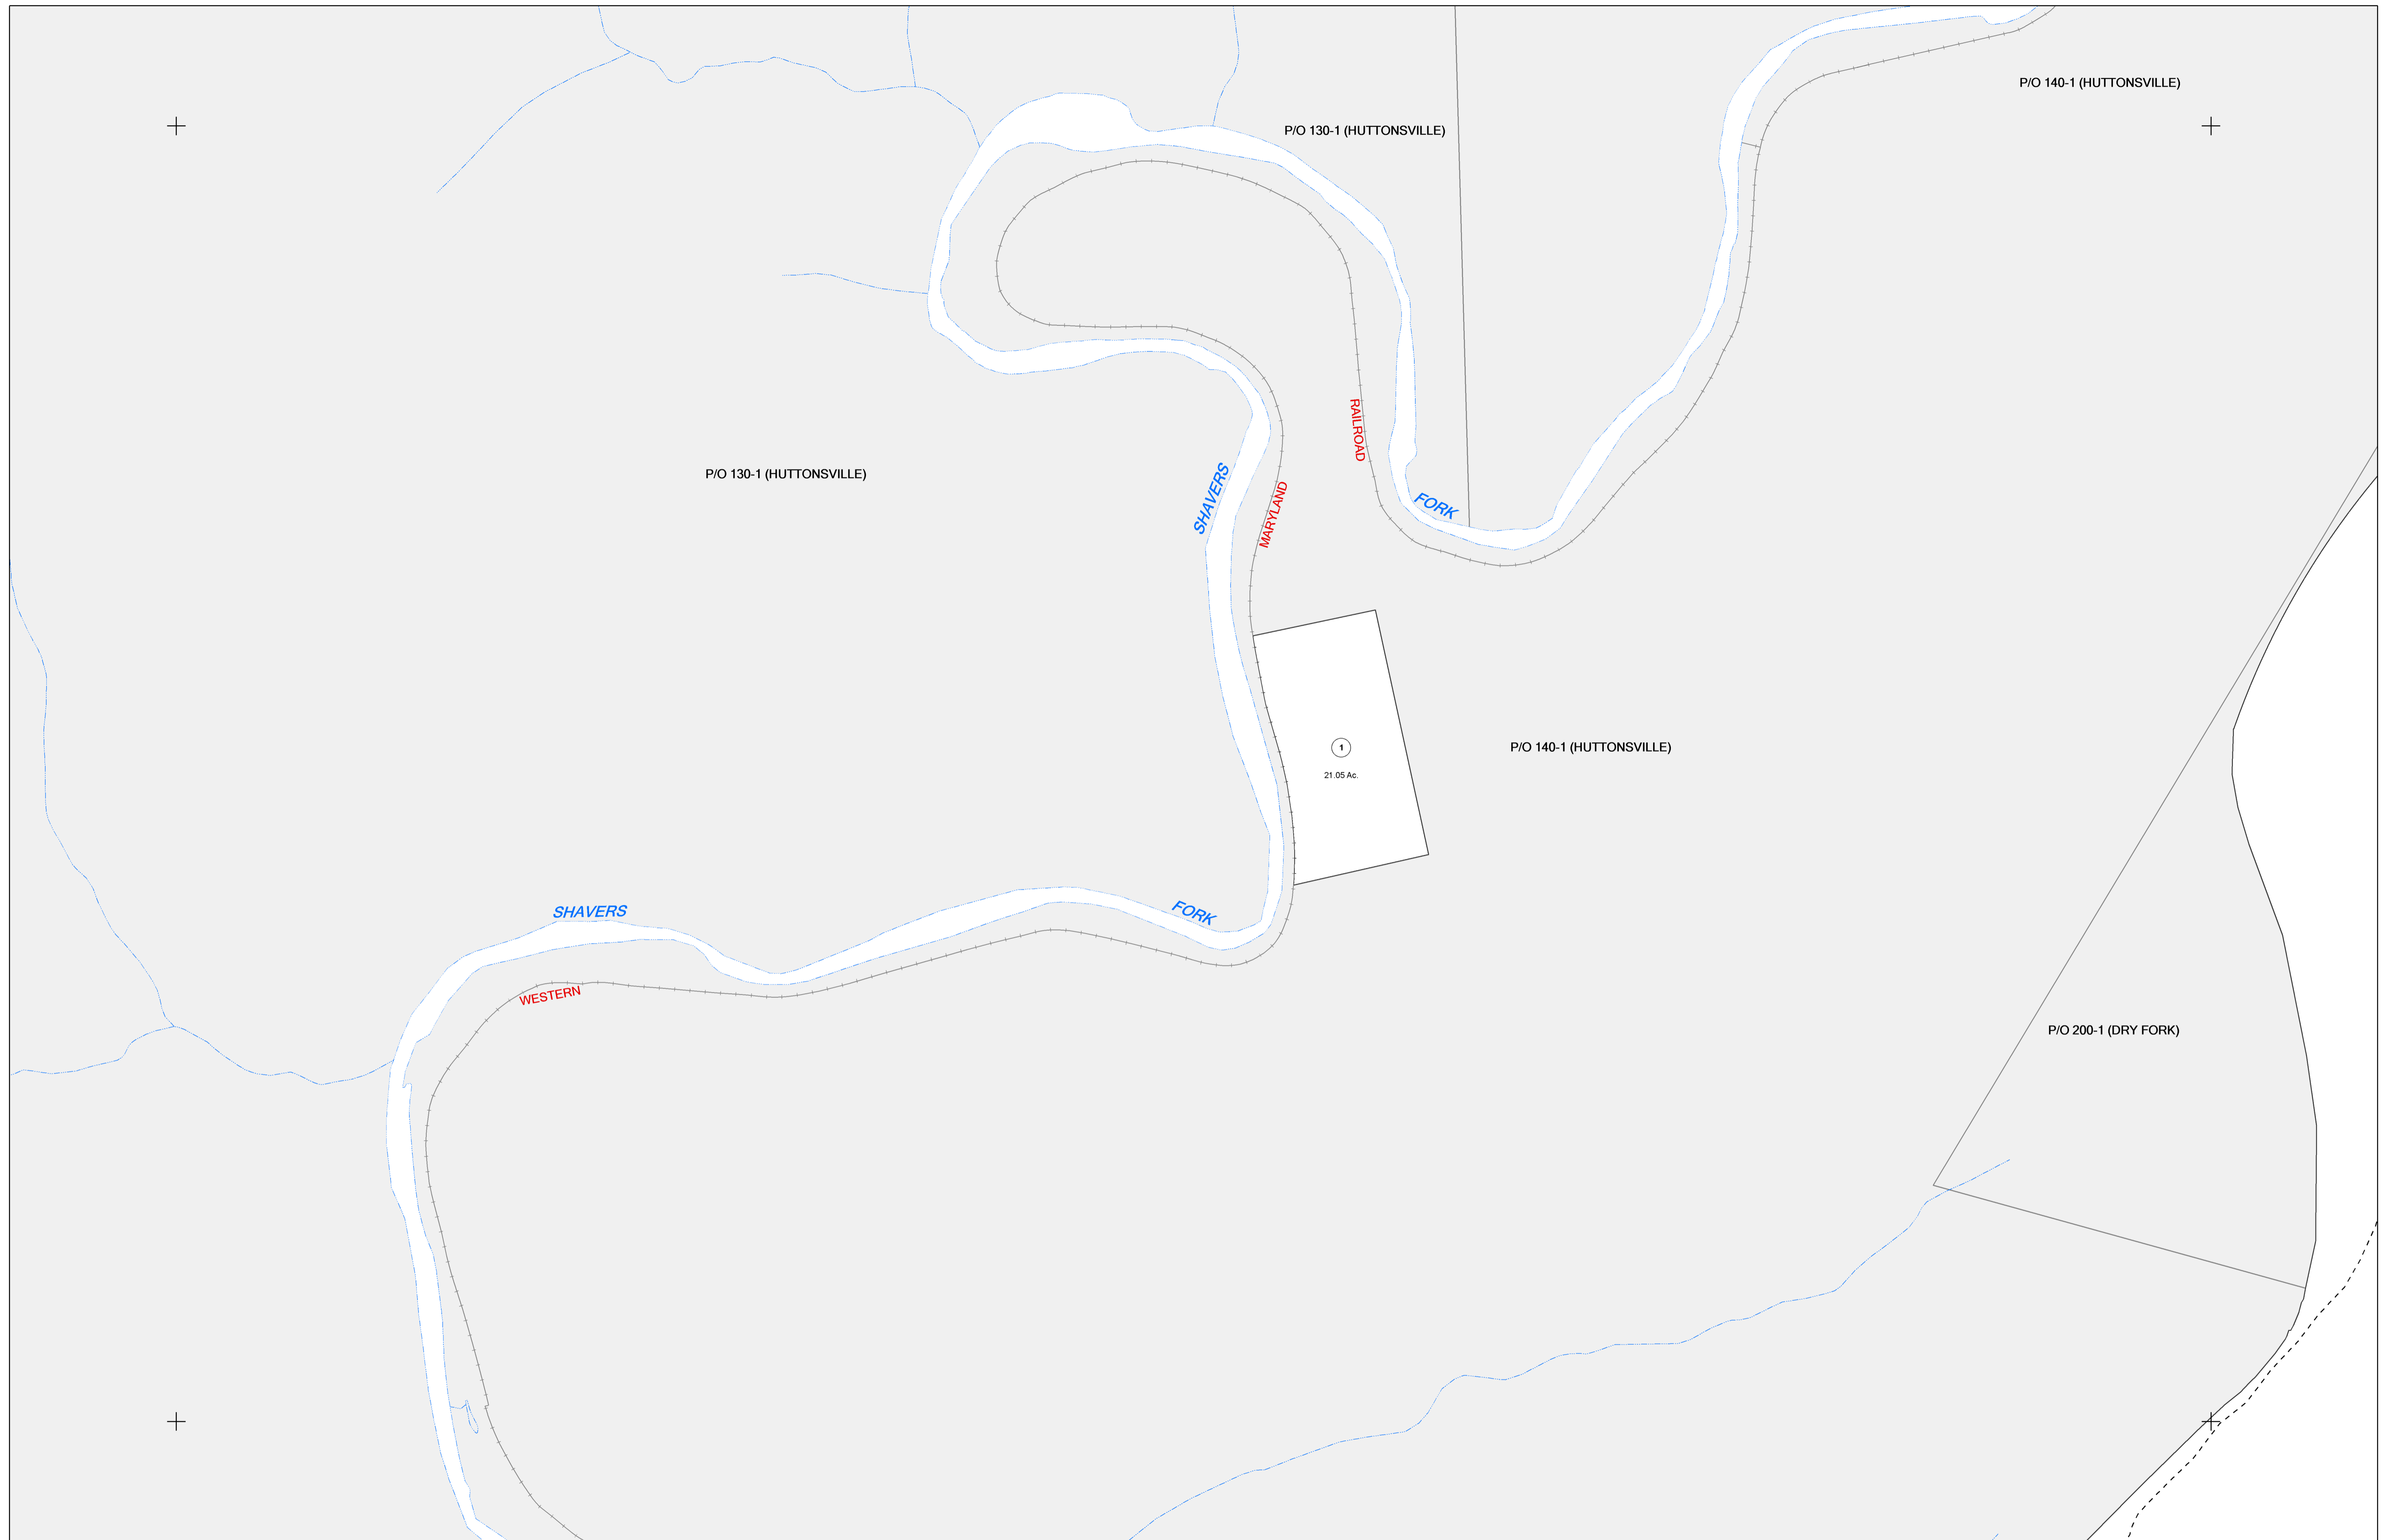 P/O 140-1 (HUTTONSVILLE)
P/O 130-1 (HUTTONSVILLE)
RAILROAD
P/O 130-1 (HUTTONSVILLE)
SHAVERS
MARYLAND
FORK
1
21.05 Ac.
P/O 140-1 (HUTTONSVILLE)
SHAVERS
FORK
WESTERN
P/O 200-1 (DRY FORK)